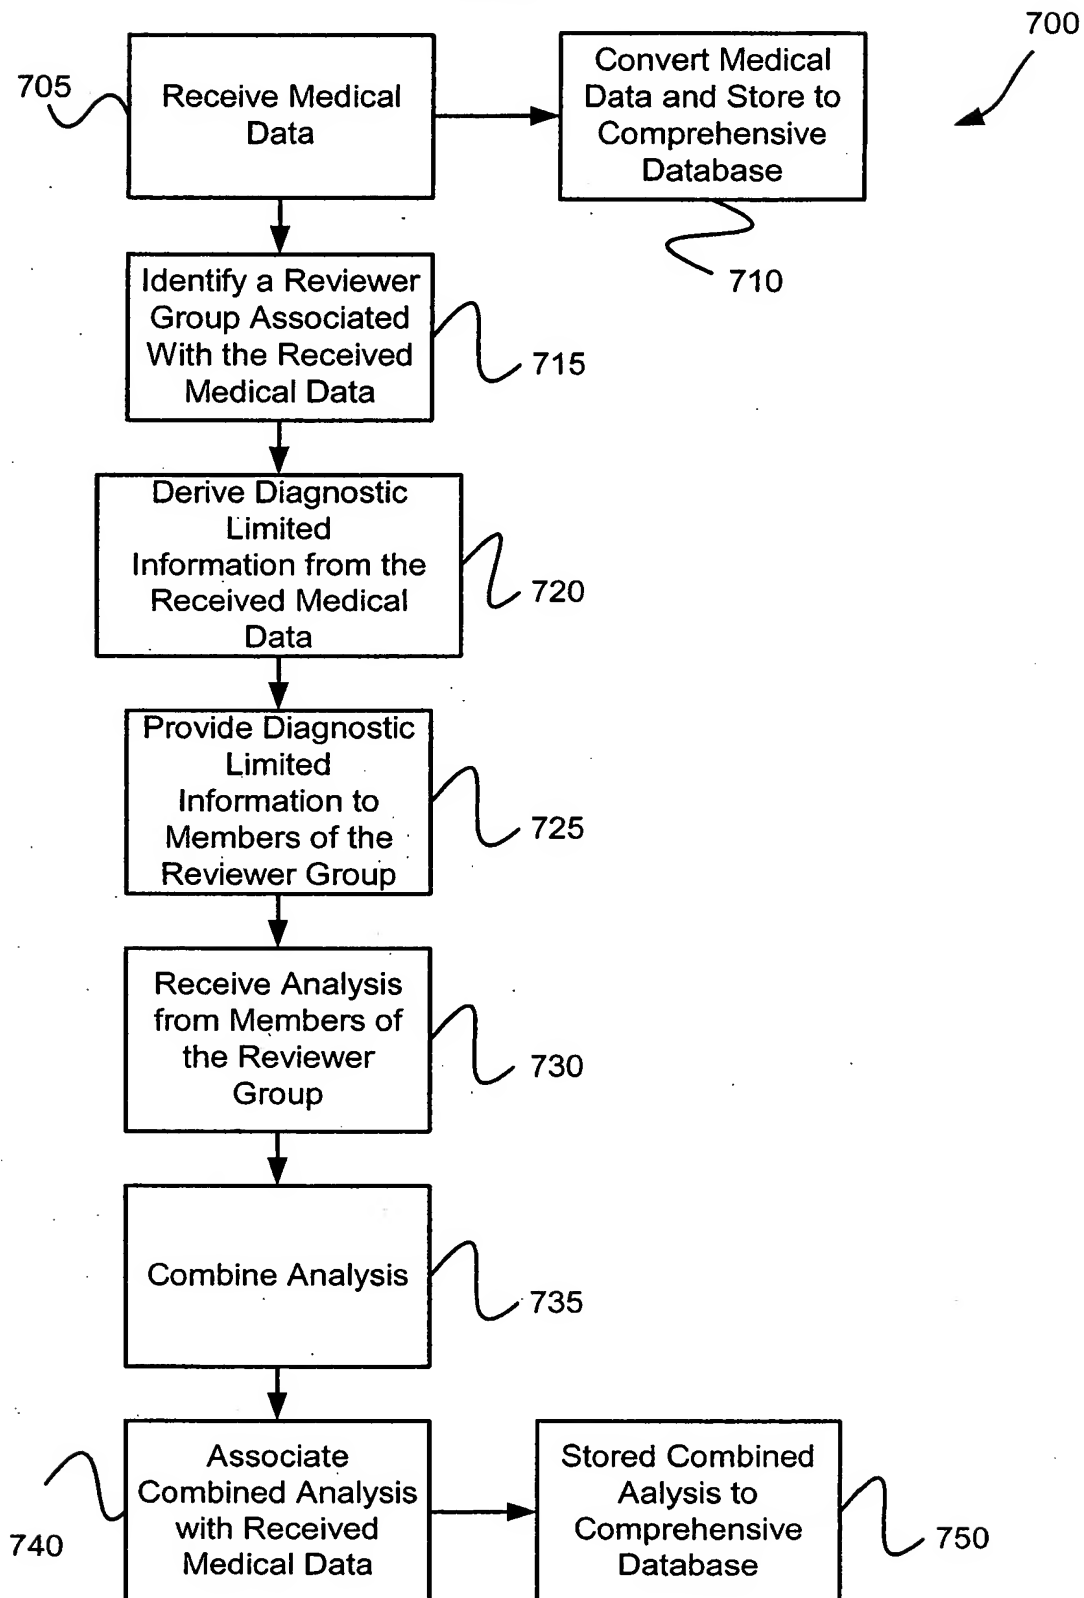 700
705
Receive Medical
Data
Convert Medical
Data and Store to
Comprehensive
Database
710
Identify a Reviewer
Group Associated
With the Received
Medical Data
715
Derive Diagnostic
Limited
Information from the
Received Medical
Data
720
Provide Diagnostic
Limited
Information to
Members of the
Reviewer Group
725
Receive Analysis
from Members of
the Reviewer
Group
730
Combine Analysis
735
Associate
Combined Analysis
with Received
Medical Data
740
Stored Combined
Aalysis to
Comprehensive
Database
750